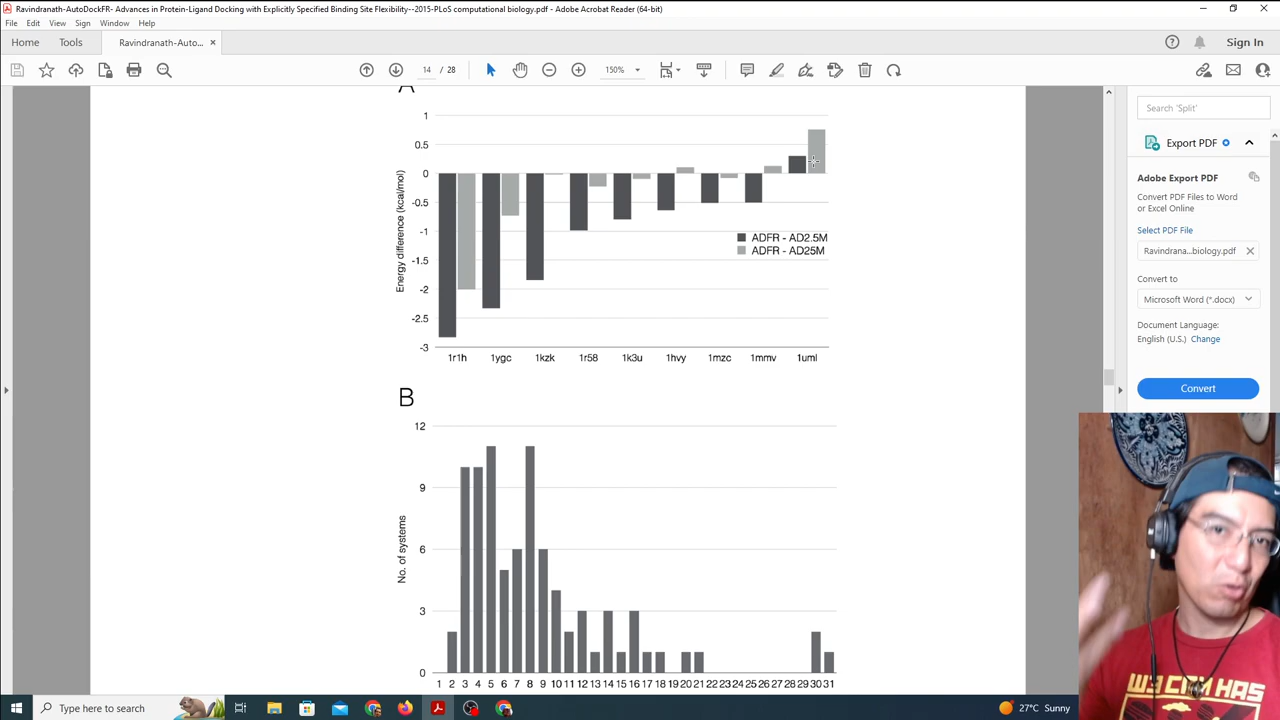 Ravindranath-AutoDockFR- Advances in Protein-Ligand Docking with Explicitly Specified Binding Site Flexibility--2015-PLoS computational biology.pdf - Adobe Acrobat Reader (64-bit)
File Edit View Sign Window Help
Home Tools Ravindranath-Auto... × Sign In
14 / 28 150%
A
1
0.5
0
-0.5
-1
-1.5
-2
-2.5
-3
Energy difference (kcal/mol)
ADFR - AD2.5M
ADFR - AD25M
1r1h 1ygc 1kzk 1r58 1k3u 1hvy 1mzc 1mmv 1uml
B
12
9
6
3
0
No. of systems
1 2 3 4 5 6 7 8 9 10 11 12 13 14 15 16 17 18 19 20 21 22 23 24 25 26 27 28 29 30 31
Search 'Split'
Export PDF
Adobe Export PDF
Convert PDF Files to Word
or Excel Online
Select PDF File
Ravindrana...biology.pdf
Convert to
Microsoft Word (*.docx)
Document Language:
English (U.S.) Change
Convert
HAS
Type here to search
27°C Sunny